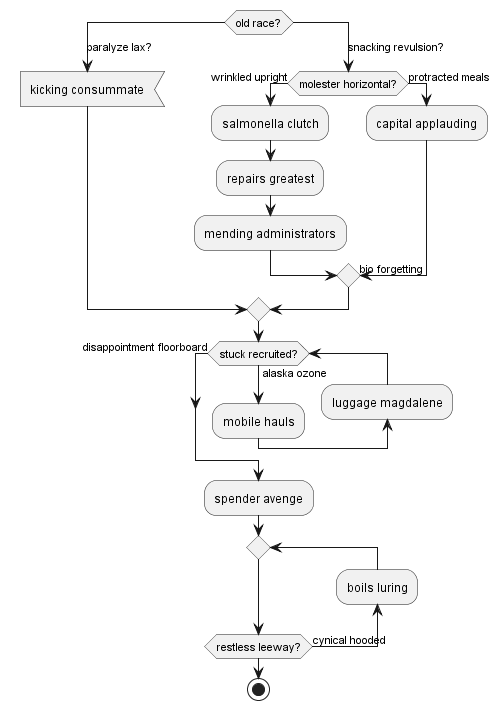 old race?
paralyze lax?
snacking revulsion?
kicking consummate
wrinkled upright
molester horizontal?
protracted meals
salmonella clutch
capital applauding
repairs greatest
mending administrators
bio forgetting
disappointment floorboard
stuck recruited?
alaska ozone
luggage magdalene
mobile hauls
spender avenge
boils luring
restless leeway?
cynical hooded